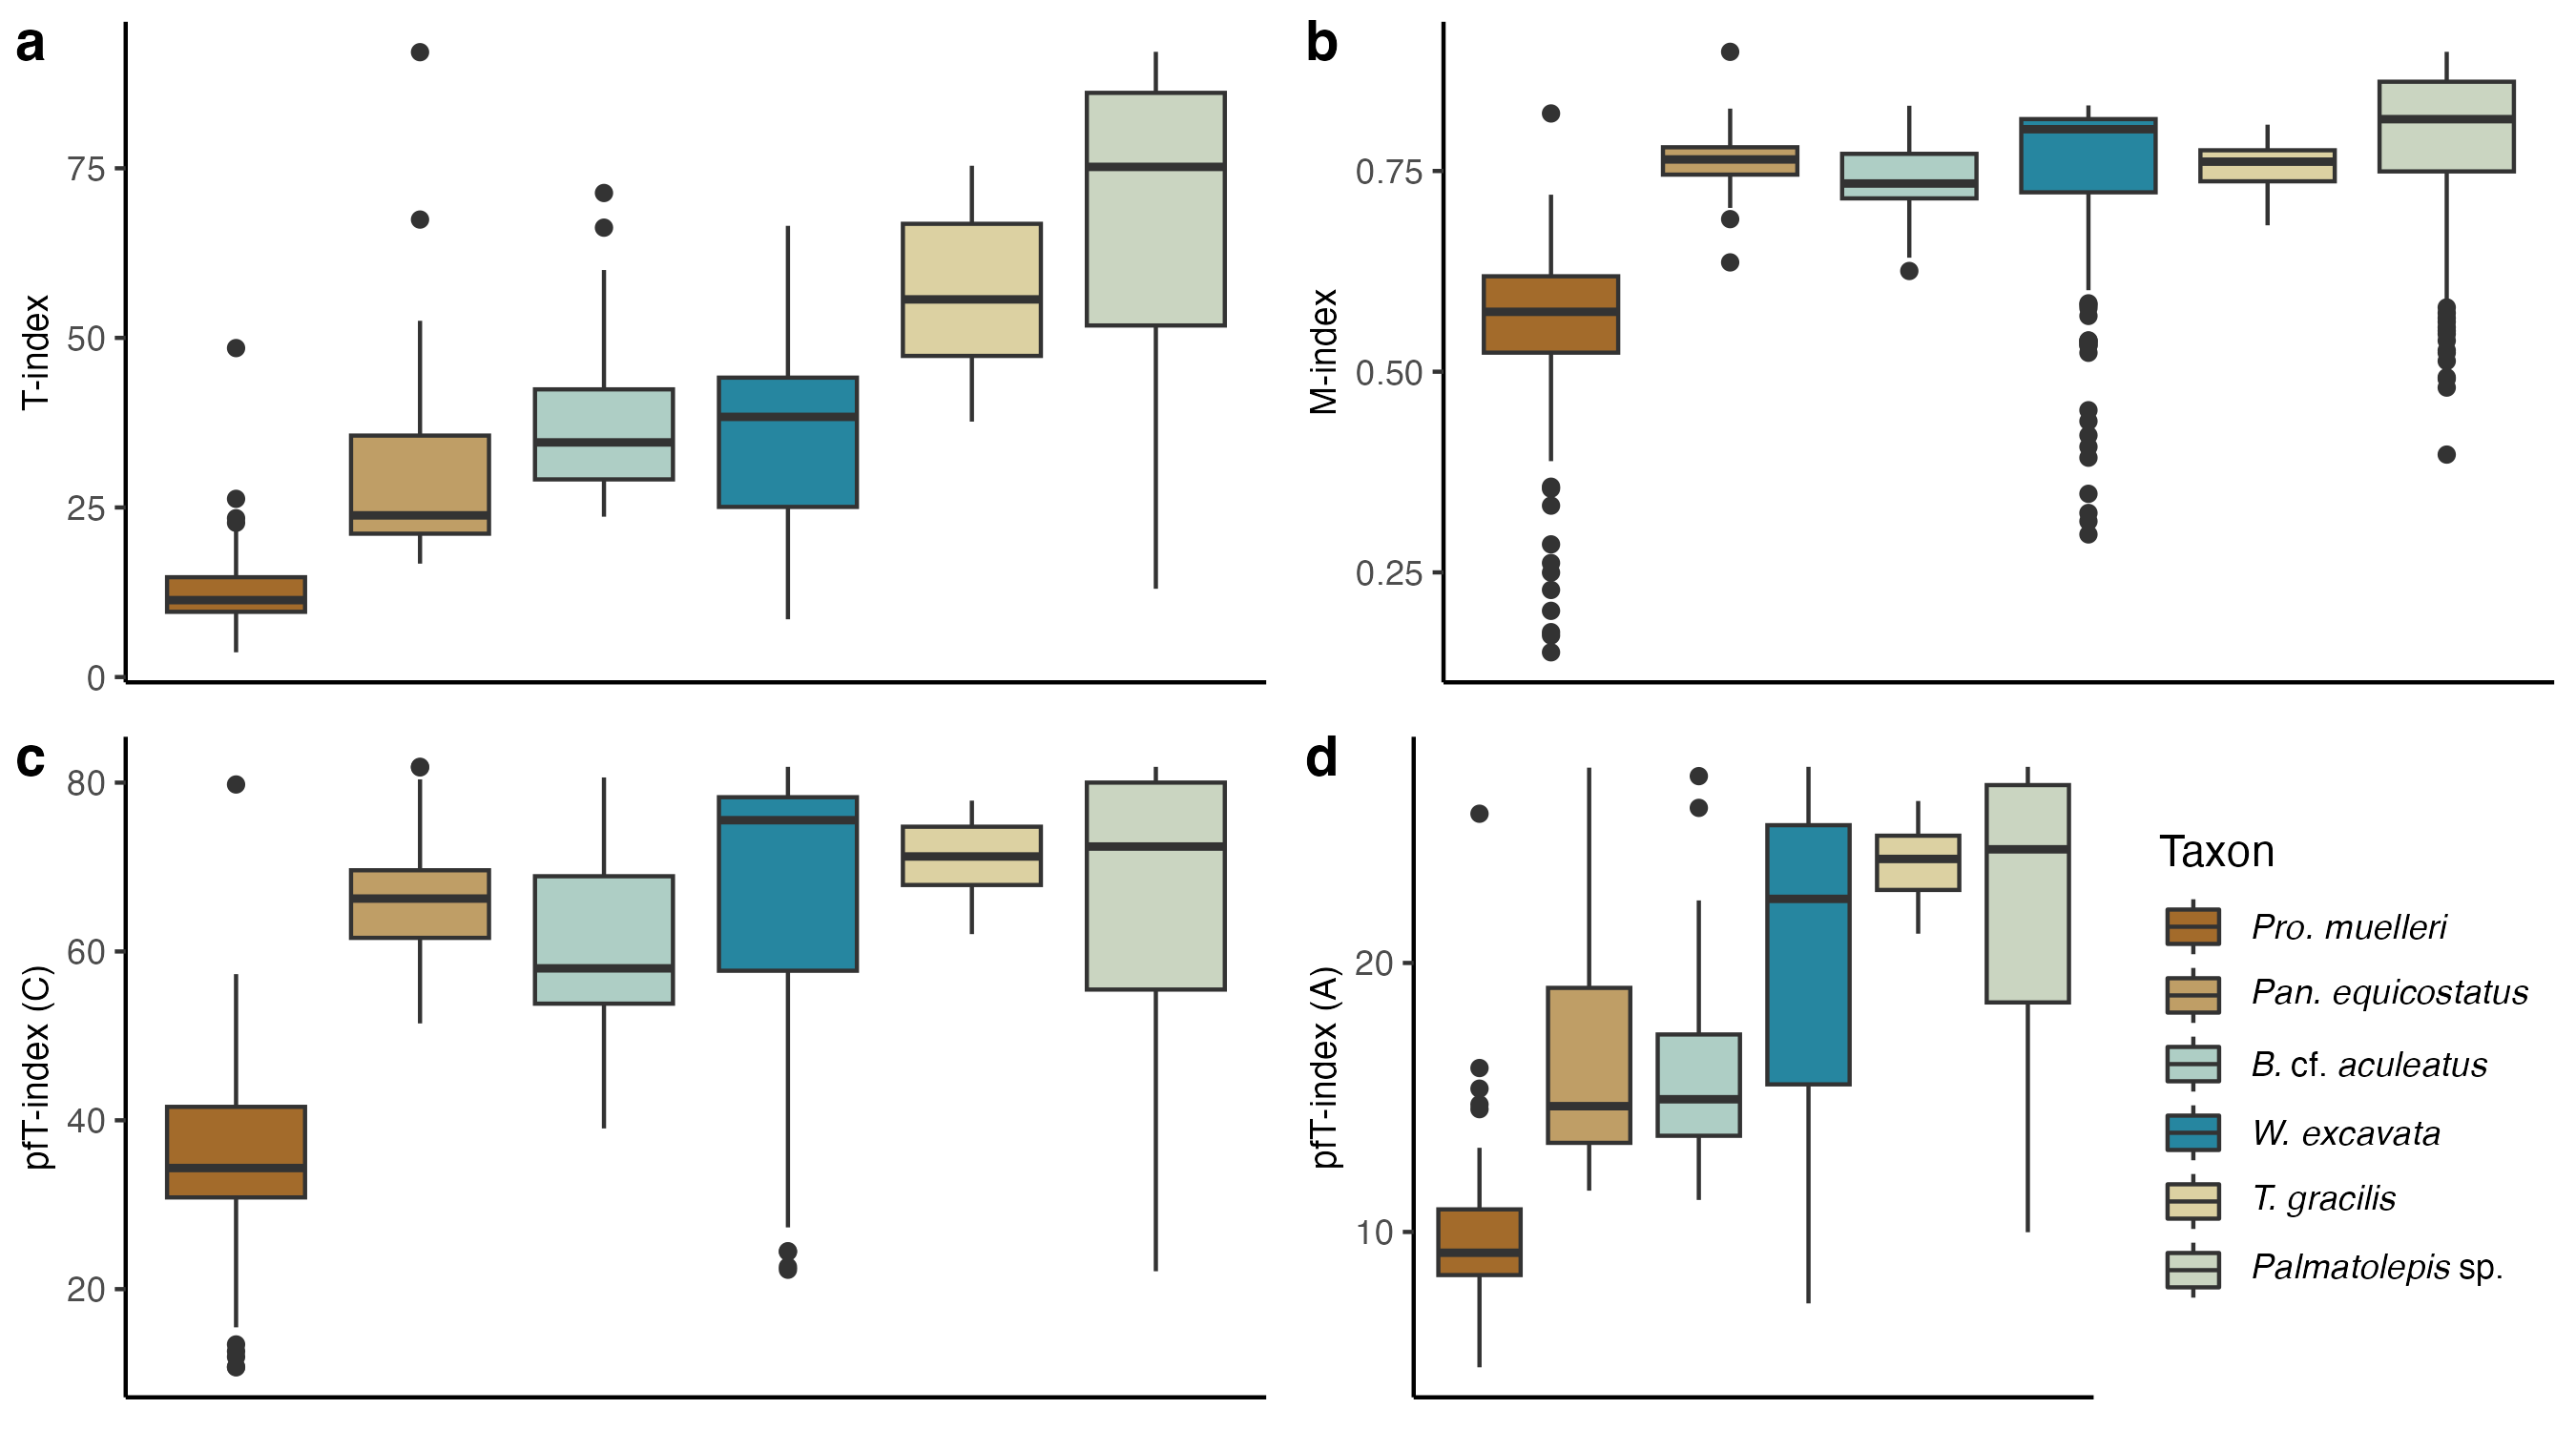 a
T-index
75
50
25
0
b
M-index
0.75
0.50
0.25
c
pfT-index (C)
80
60
40
20
d
pfT-index (A)
20
10
Taxon
Pro. muelleri
Pan. equicostatus
B. cf. aculeatus
W. excavata
T. gracilis
Palmatolepis sp.